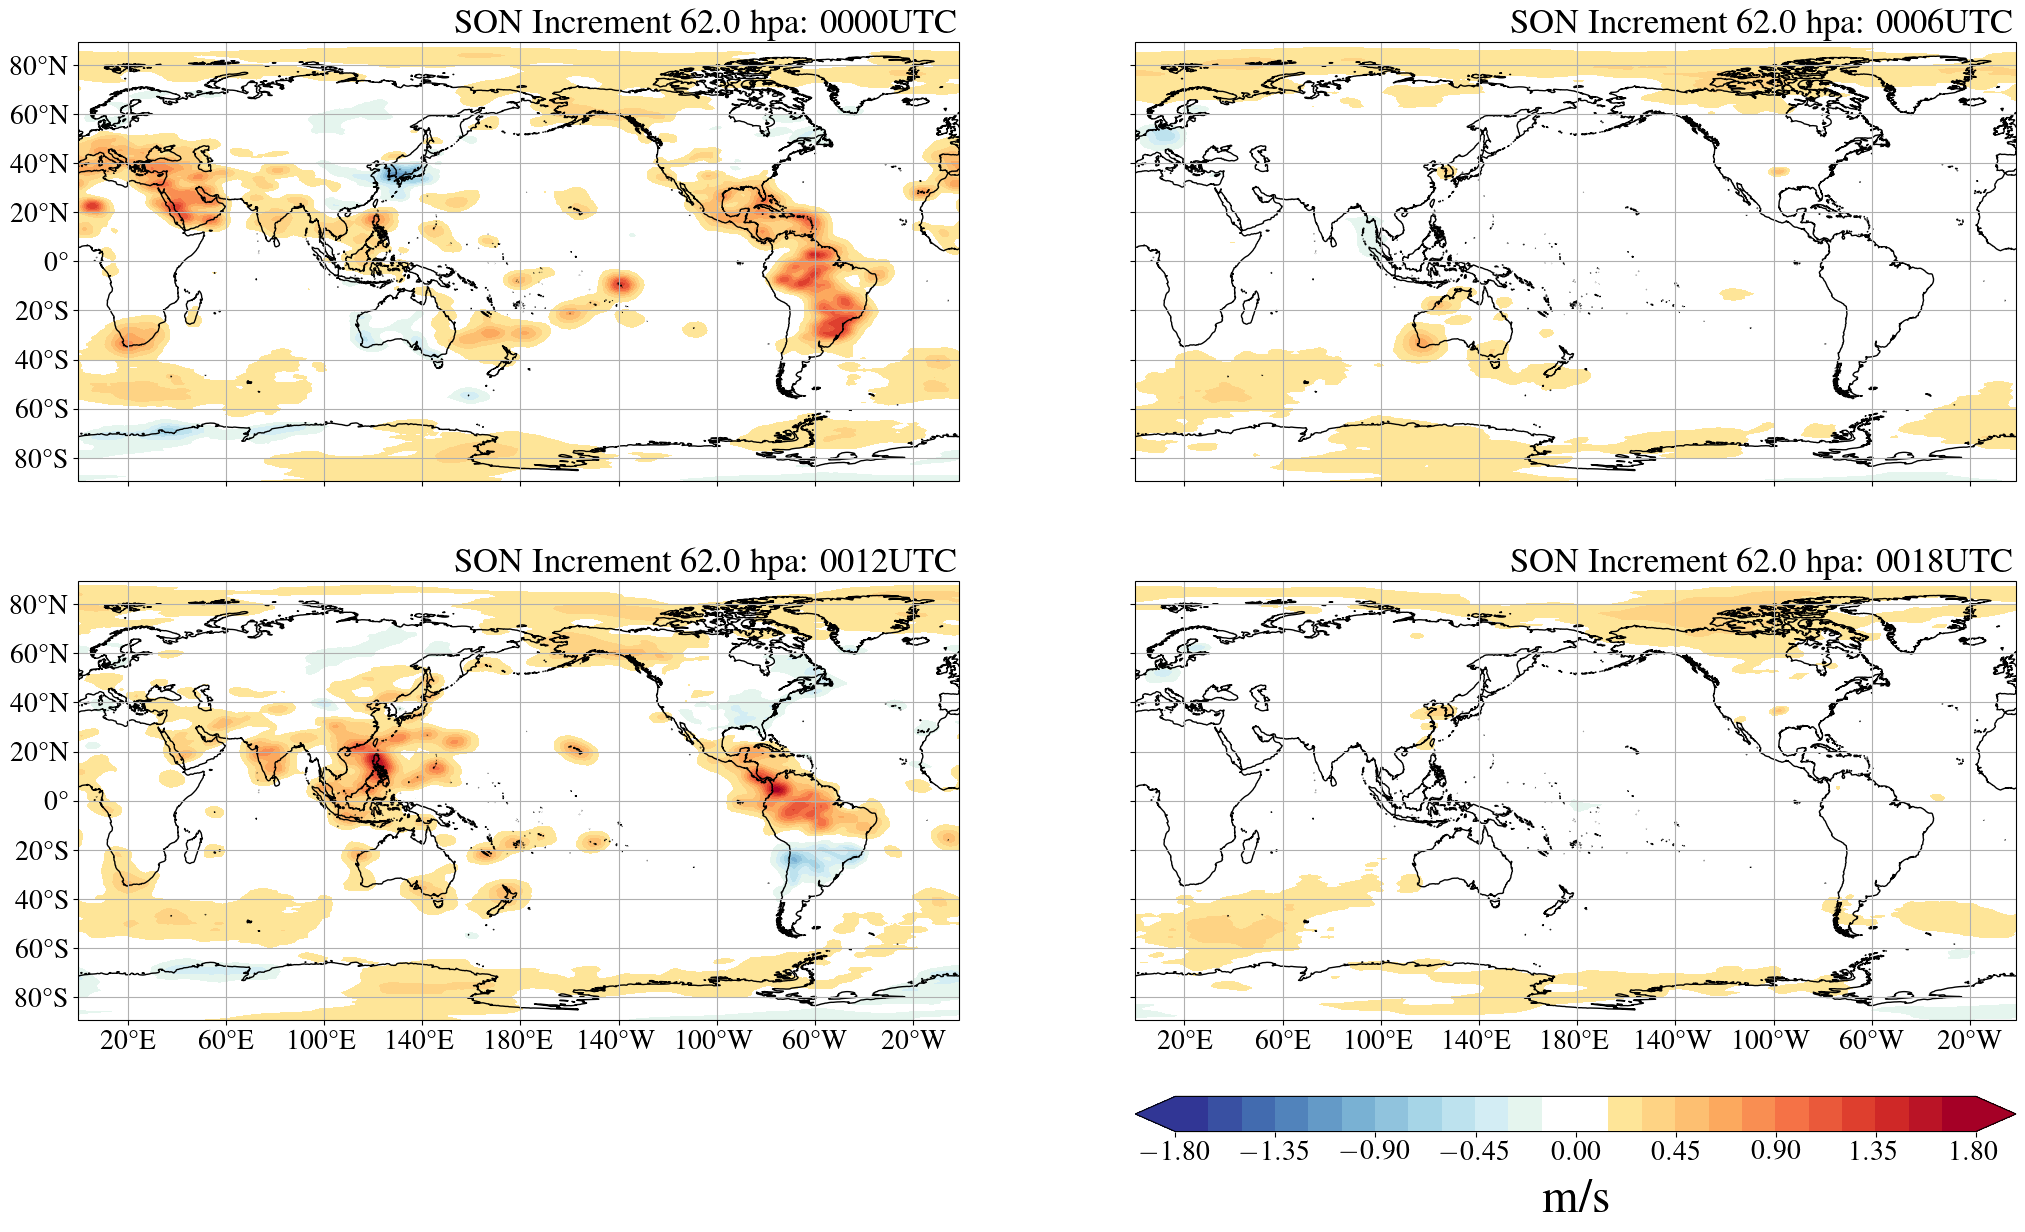 SON Increment 62.0 hpa: 0000UTC
SON Increment 62.0 hpa: 0006UTC
80°N
60°N
40°N
20°N
0°
20°S
40°S
60°S
80°S
SON Increment 62.0 hpa: 0012UTC
SON Increment 62.0 hpa: 0018UTC
80°N
60°N
40°N
20°N
0°
20°S
40°S
60°S
80°S
20°E 60°E 100°E 140°E 180°E 140°W 100°W 60°W 20°W
20°E 60°E 100°E 140°E 180°E 140°W 100°W 60°W 20°W
−1.80 −1.35 −0.90 −0.45 0.00 0.45 0.90 1.35 1.80
m/s